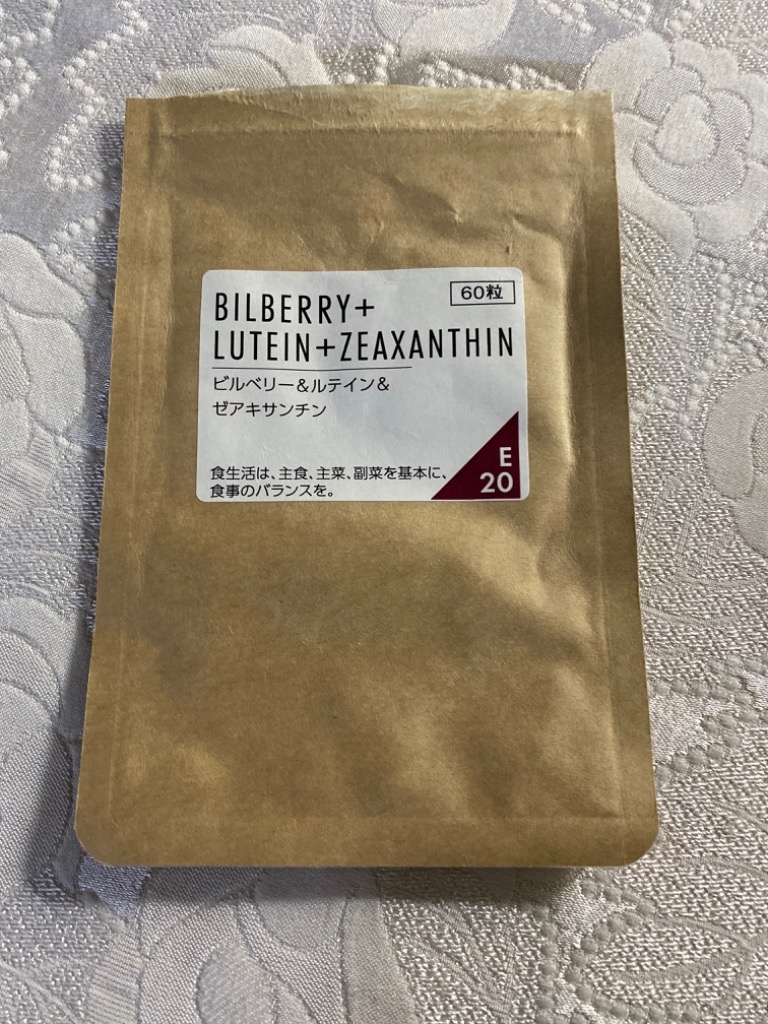 60粒
BILBERRY+
LUTEIN+ZEAXANTHIN
ビルベリー&ルテイン&
ゼアキサンチン
食生活は、主食、主菜、副菜を基本に、
食事のバランスを。
E
20